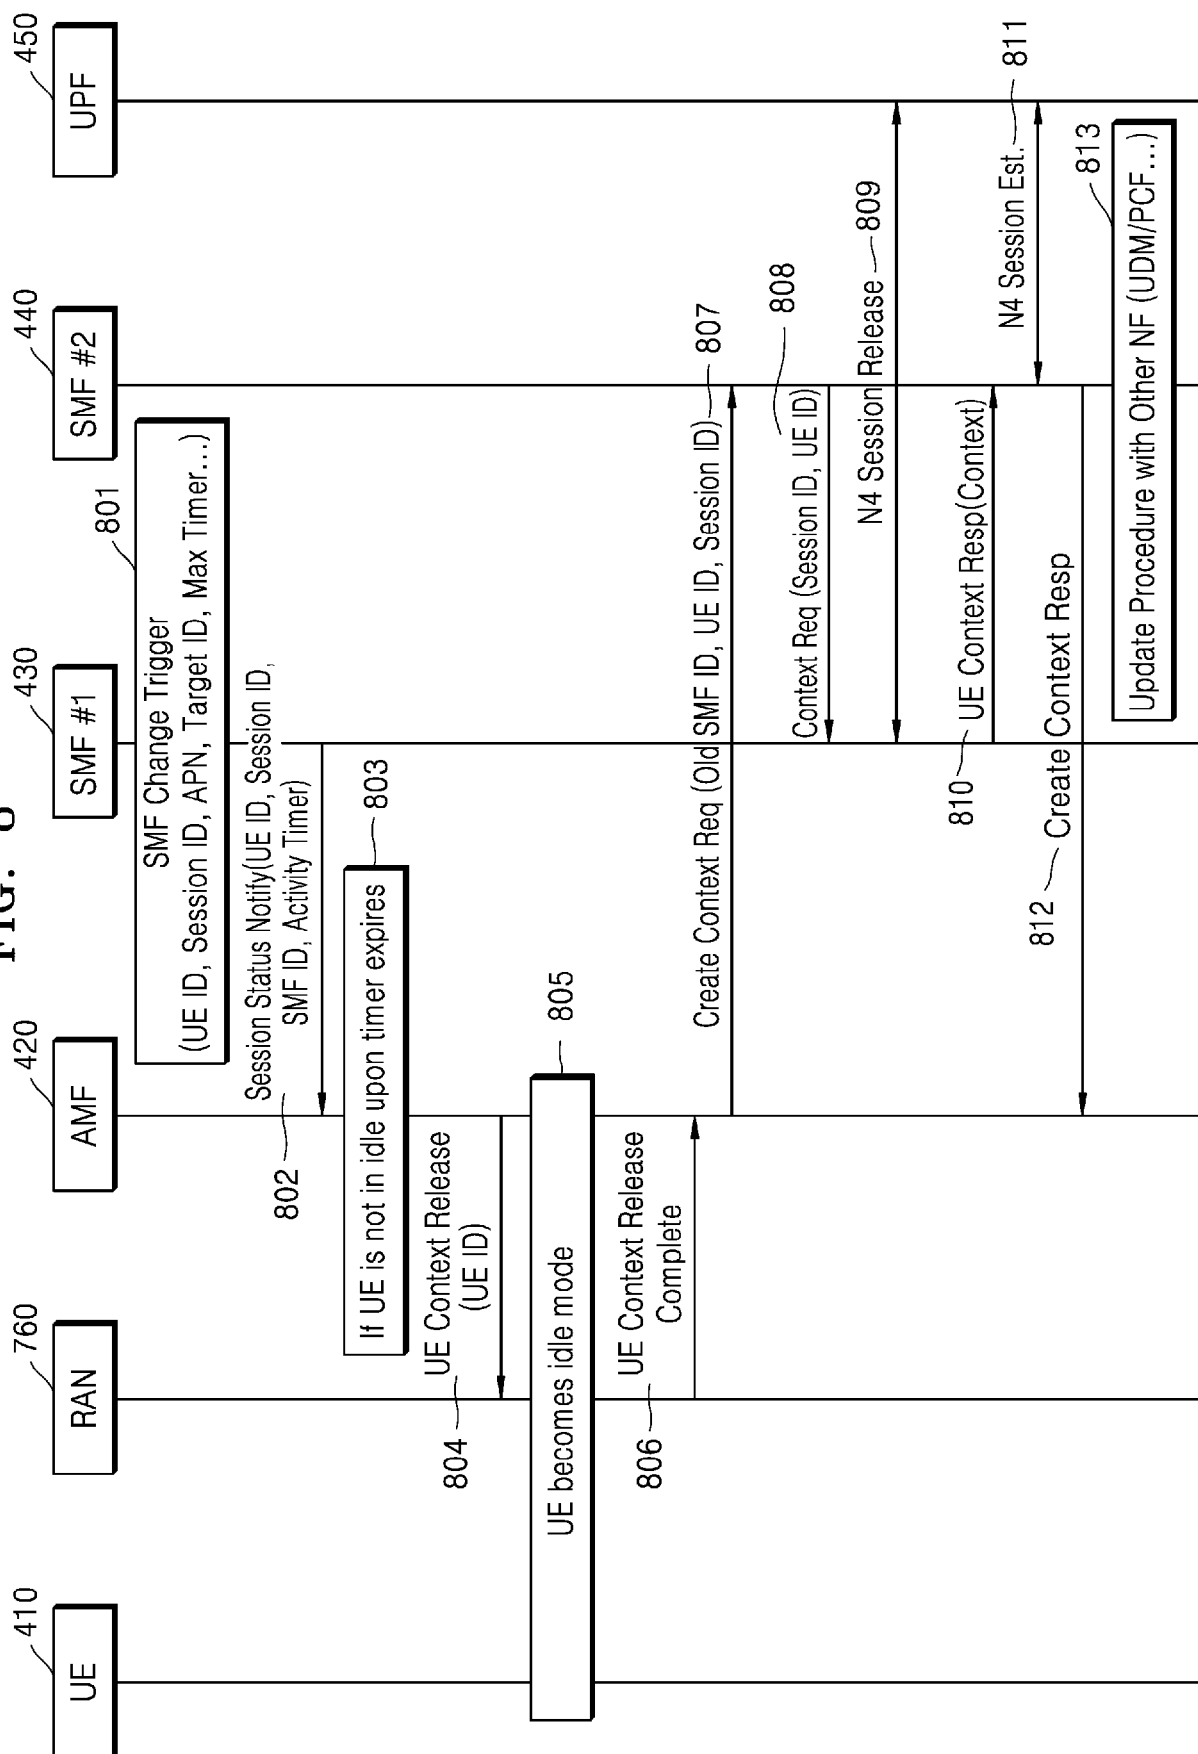 FIG. 8
410
UE
760
RAN
420
AMF
430
SMF #1
440
SMF #2
450
UPF
801
SMF Change Trigger
(UE ID, Session ID, APN, Target ID, Max Timer...)
Session Status Notify(UE ID, Session ID,
SMF ID, Activity Timer)
802
803
If UE is not in idle upon timer expires
UE Context Release
(UE ID)
804
805
UE becomes idle mode
UE Context Release
Complete
806
Create Context Req (Old SMF ID, UE ID, Session ID)
807
Context Req (Session ID, UE ID)
808
N4 Session Release
809
810
UE Context Resp(Context)
N4 Session Est.
811
812
Create Context Resp
813
Update Procedure with Other NF (UDM/PCF...)